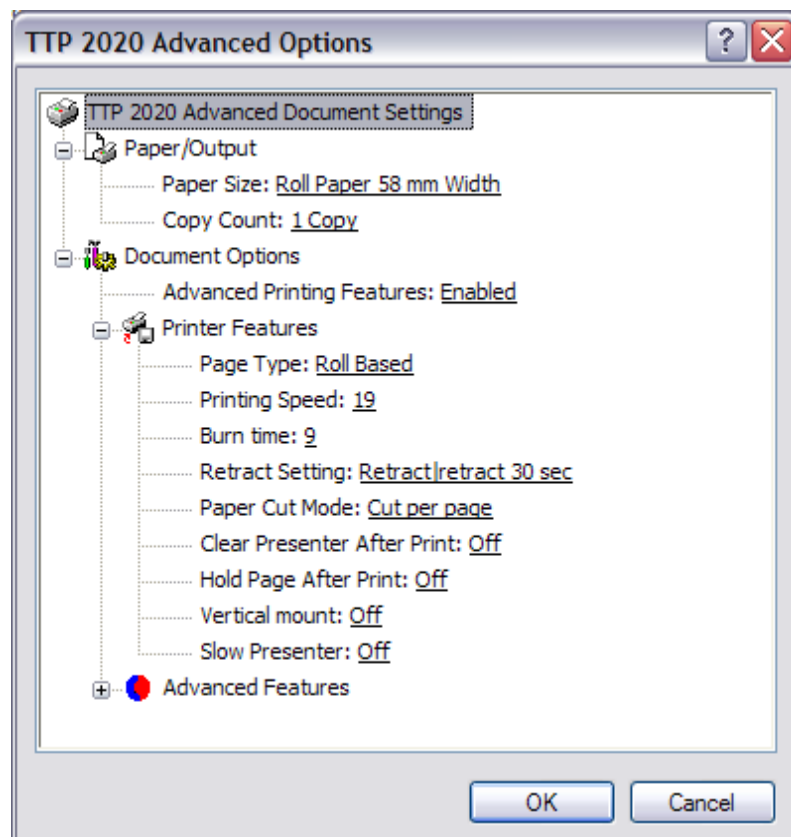 TTP 2020 Advanced Options
TTP 2020 Advanced Document Settings
Paper/Output
Paper Size: Roll Paper 58 mm Width
Copy Count: 1 Copy
Document Options
Advanced Printing Features: Enabled
Printer Features
Page Type: Roll Based
Printing Speed: 19
Burn time: 9
Retract Setting: Retract|retract 30 sec
Paper Cut Mode: Cut per page
Clear Presenter After Print: Off
Hold Page After Print: Off
Vertical mount: Off
Slow Presenter: Off
Advanced Features
OK Cancel